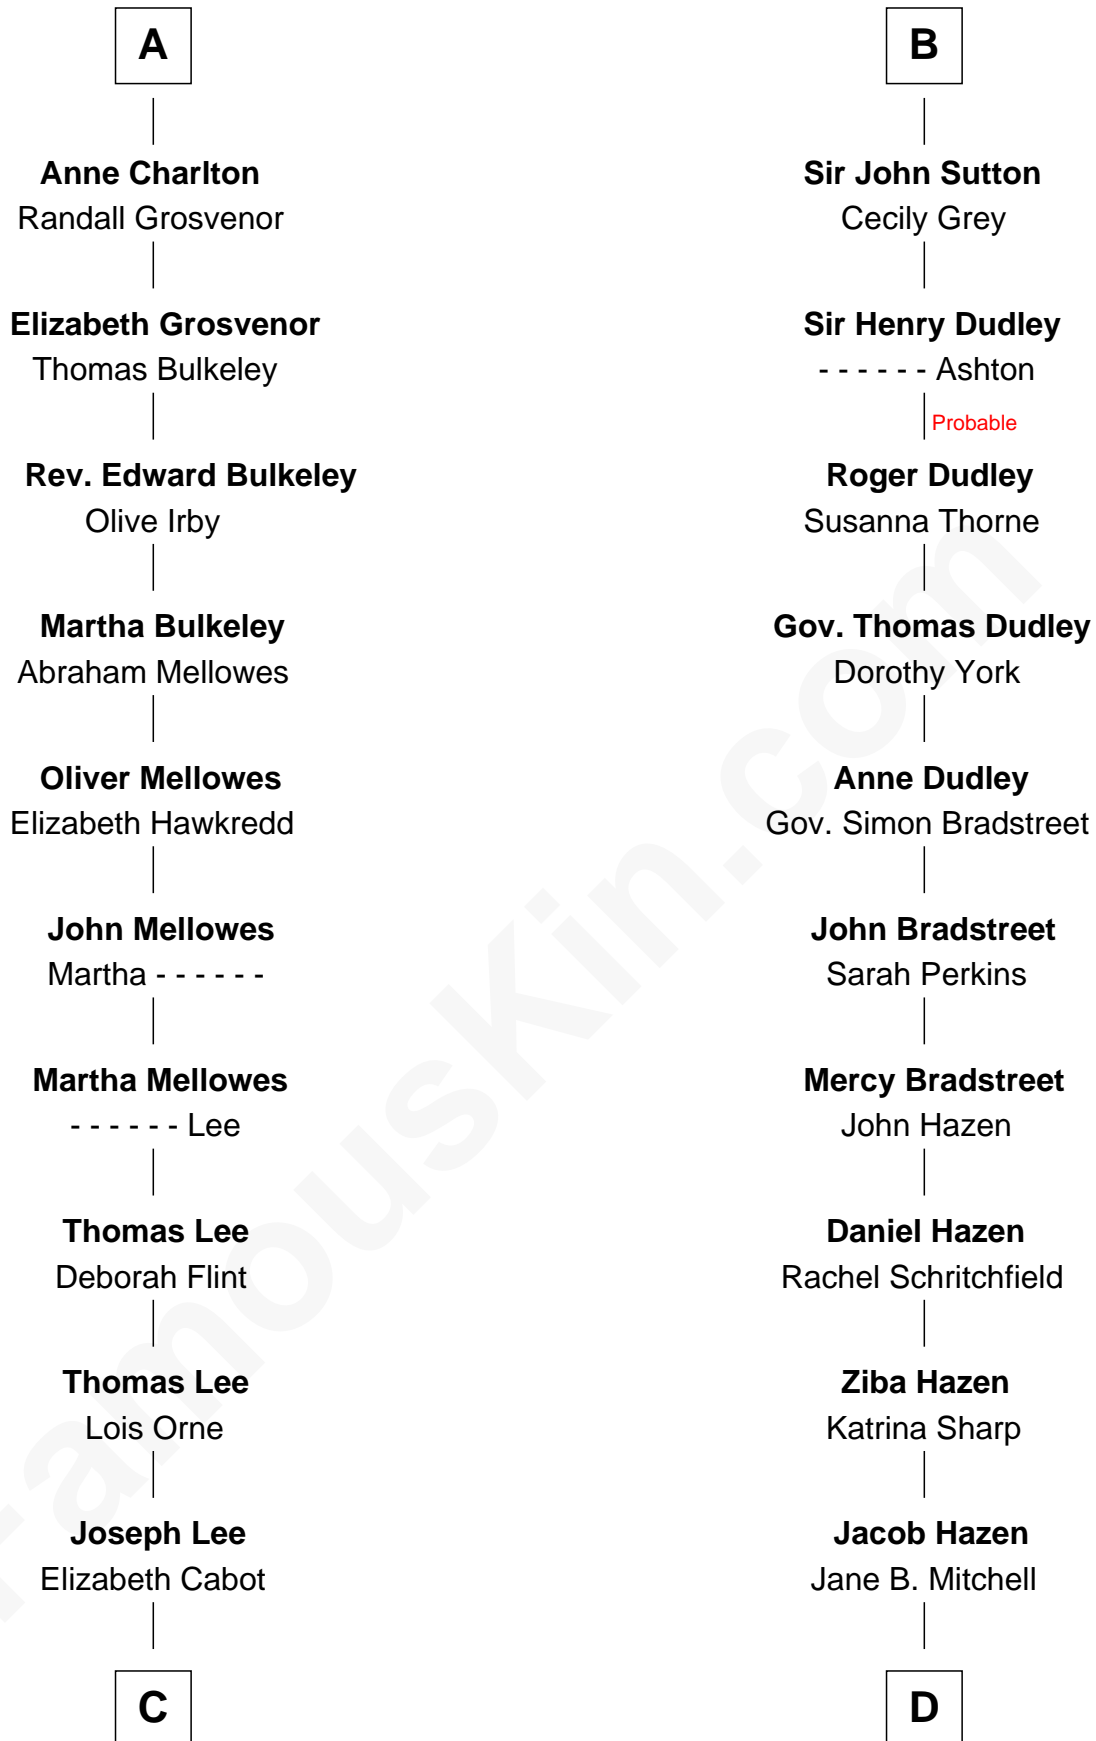 A
Anne Charlton
Randall Grosvenor
Elizabeth Grosvenor
Thomas Bulkeley
Rev. Edward Bulkeley
Olive Irby
Martha Bulkeley
Abraham Mellowes
Oliver Mellowes
Elizabeth Hawkredd
John Mellowes
Martha - - - - - -
Martha Mellowes
- - - - - - Lee
Thomas Lee
Deborah Flint
Thomas Lee
Lois Orne
Joseph Lee
Elizabeth Cabot
C
B
Sir John Sutton
Cecily Grey
Sir Henry Dudley
- - - - - - Ashton
Probable
Roger Dudley
Susanna Thorne
Gov. Thomas Dudley
Dorothy York
Anne Dudley
Gov. Simon Bradstreet
John Bradstreet
Sarah Perkins
Mercy Bradstreet
John Hazen
Daniel Hazen
Rachel Schritchfield
Ziba Hazen
Katrina Sharp
Jacob Hazen
Jane B. Mitchell
D
FamousKin.com